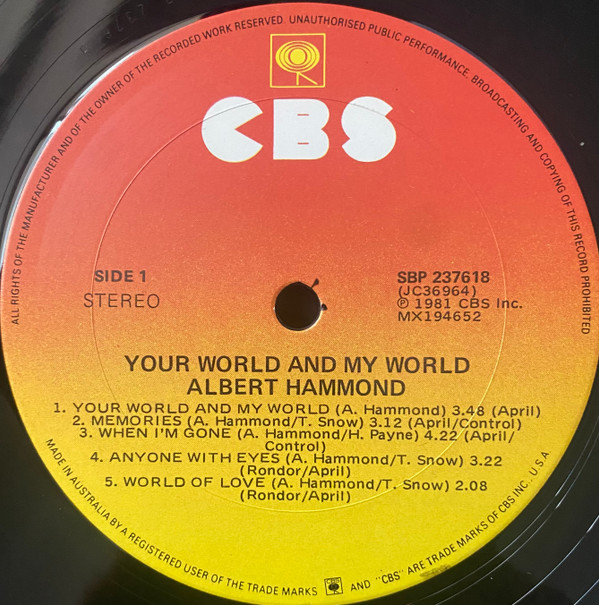 ALL RIGHTS OF THE MANUFACTURER AND OF THE OWNER OF THE RECORDED WORK RESERVED. UNAUTHORISED PUBLIC PERFORMANCE, BROADCASTING AND COPYING OF THIS RECORD PROHIBITED
CBS
SIDE 1
STEREO
SBP 237618
(JC36964)
℗ 1981 CBS Inc.
MX194652
YOUR WORLD AND MY WORLD
ALBERT HAMMOND
1. YOUR WORLD AND MY WORLD (A. Hammond) 3.48 (April)
2. MEMORIES (A. Hammond/T. Snow) 3.12 (April/Control)
3. WHEN I'M GONE (A. Hammond/H. Payne) 4.22 (April/
Control)
4. ANYONE WITH EYES (A. Hammond/T. Snow) 3.22
(Rondor/April)
5. WORLD OF LOVE (A. Hammond/T. Snow) 2.08
(Rondor/April)
MADE IN AUSTRALIA BY A REGISTERED USER OF THE TRADE MARKS AND "CBS" ARE TRADE MARKS OF CBS INC., U.S.A